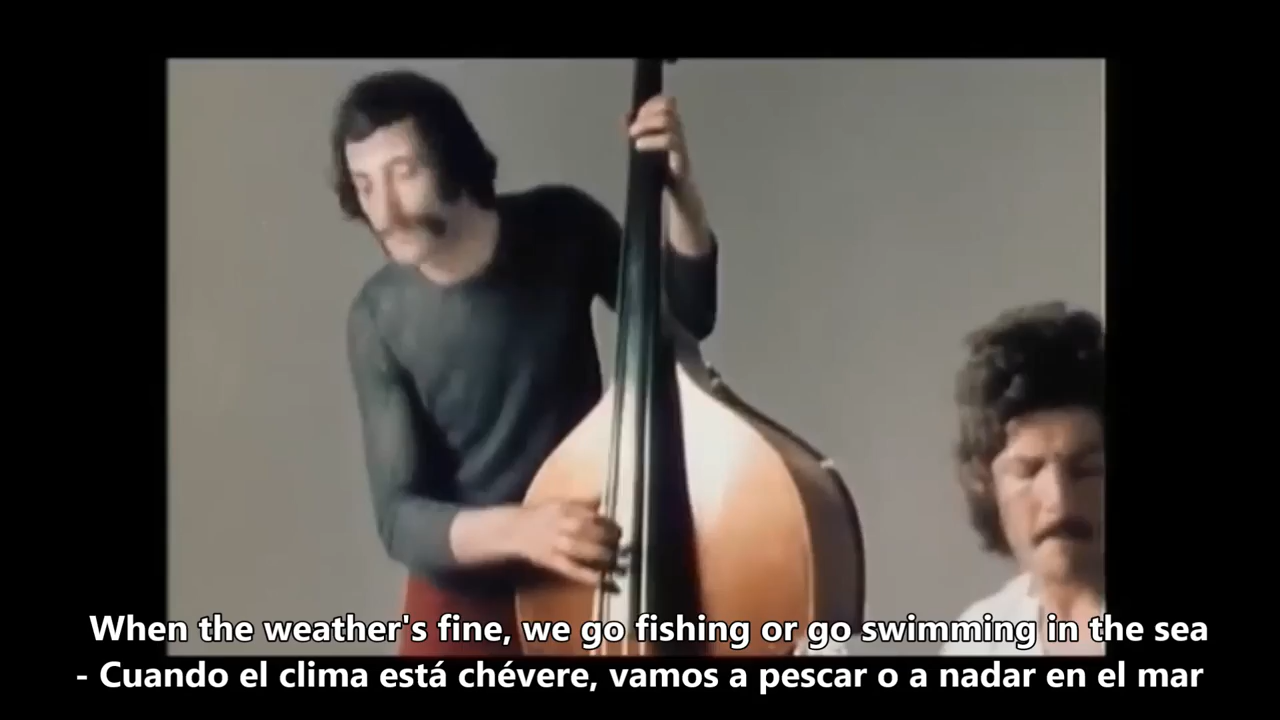 When the weather's fine, we go fishing or go swimming in the sea
- Cuando el clima está chévere, vamos a pescar o a nadar en el mar